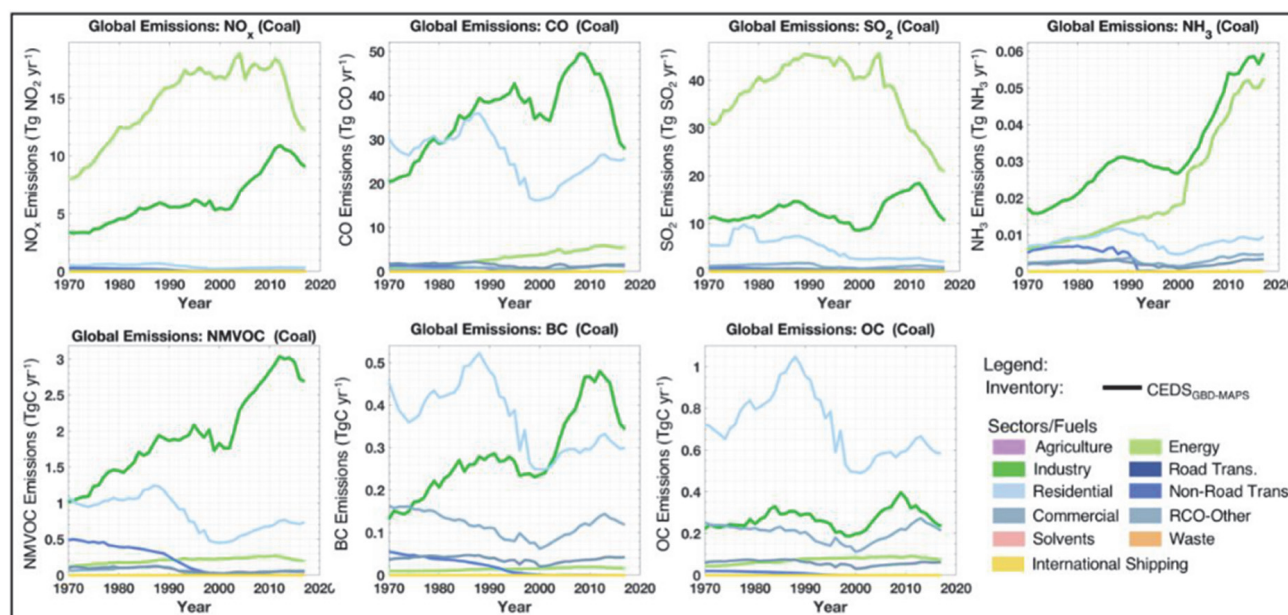 Global Emissions: NOx (Coal)
NOx Emissions (Tg NO2 yr-1)
15
10
5
0
1970 1980 1990 2000 2010 2020
Year
Global Emissions: CO (Coal)
CO Emissions (Tg CO yr-1)
50
40
30
20
10
0
1970 1980 1990 2000 2010 2020
Year
Global Emissions: SO2 (Coal)
SO2 Emissions (Tg SO2 yr-1)
40
30
20
10
0
1970 1980 1990 2000 2010 2020
Year
Global Emissions: NH3 (Coal)
NH3 Emissions (Tg NH3 yr-1)
0.06
0.05
0.04
0.03
0.02
0.01
0
1970 1980 1990 2000 2010 2020
Year
Global Emissions: NMVOC (Coal)
NMVOC Emissions (TgC yr-1)
3
2.5
2
1.5
1
0.5
0
1970 1980 1990 2000 2010 2020
Year
Global Emissions: BC (Coal)
BC Emissions (TgC yr-1)
0.5
0.4
0.3
0.2
0.1
0
1970 1980 1990 2000 2010 2020
Year
Global Emissions: OC (Coal)
OC Emissions (TgC yr-1)
1
0.8
0.6
0.4
0.2
0
1970 1980 1990 2000 2010 2020
Year
Legend:
Inventory: CEDSGBD-MAPS
Sectors/Fuels
Agriculture Energy
Industry Road Trans.
Residential Non-Road Trans
Commercial RCO-Other
Solvents Waste
International Shipping